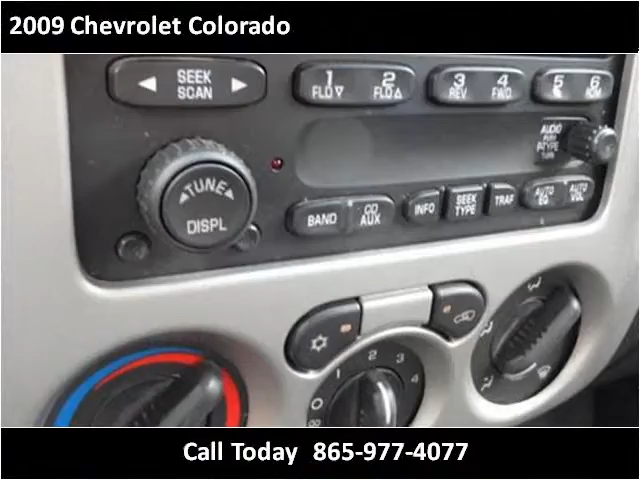 2009 Chevrolet Colorado
SEEK
SCAN
1
FLD
2
FLD
3
REV
4
FWD
5
6
AUDIO
TUNE
DISPL
BAND
CD
AUX
INFO
SEEK
TYPE
TRAF
AUTO
EQ
AUTO
VOL
0
1
2
3
4
Call Today 865-977-4077